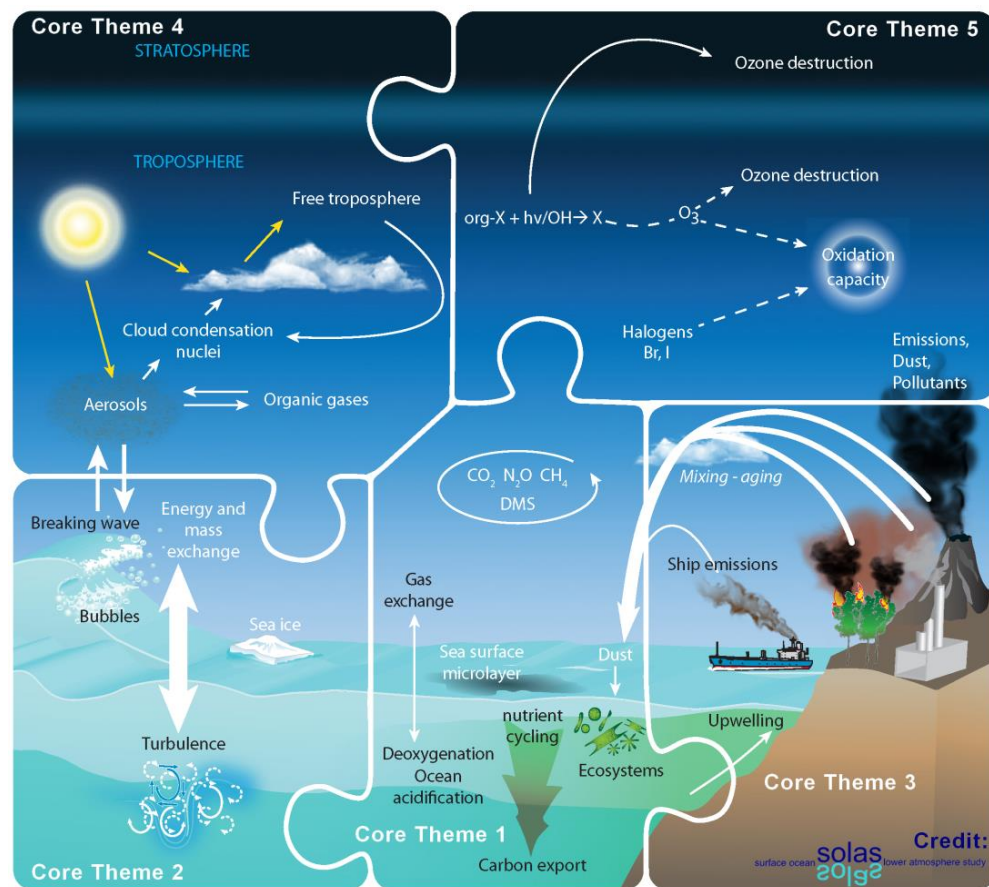 Core Theme 4
STRATOSPHERE
TROPOSPHERE
Free troposphere
Cloud condensation
nuclei
Aerosols
Organic gases
Core Theme 5
Ozone destruction
Ozone destruction
org-X + hv/OH→ X
O3
Oxidation
capacity
Halogens
Br, I
Emissions,
Dust,
Pollutants
Breaking wave
Energy and
mass
exchange
Bubbles
Sea ice
Turbulence
Core Theme 2
CO2 N2O CH4
DMS
Gas
exchange
Sea surface
microlayer
Dust
nutrient
cycling
Ecosystems
Deoxygenation
Ocean
acidification
Core Theme 1
Carbon export
Mixing - aging
Ship emissions
Upwelling
Core Theme 3
Credit:
surface ocean solas lower atmosphere study
solas